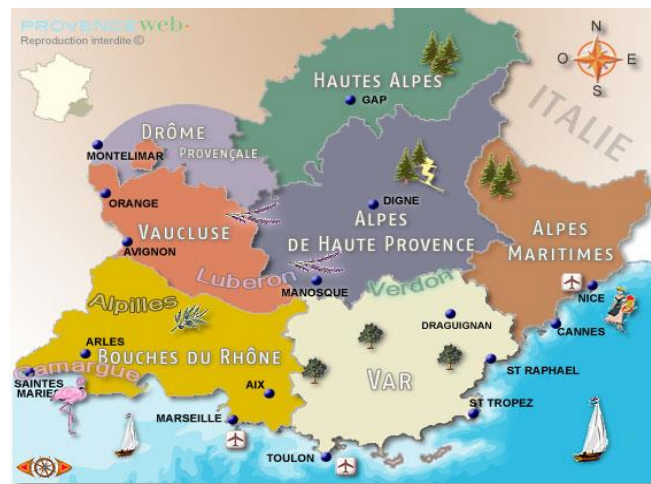 PROVENCE web.
Reproduction interdite ©
N
O E
S
ITALIE
HAUTES ALPES
GAP
DRÔME
PROVENÇALE
MONTELIMAR
ORANGE
VAUCLUSE
AVIGNON
Luberon
DIGNE
ALPES
DE HAUTE PROVENCE
MANOSQUE
Verdon
ALPES
MARITIMES
NICE
CANNES
Alpilles
ARLES
BOUCHES DU RHÔNE
Camargue
SAINTES
MARIE
AIX
MARSEILLE
TOULON
DRAGUIGNAN
VAR
ST RAPHAEL
ST TROPEZ